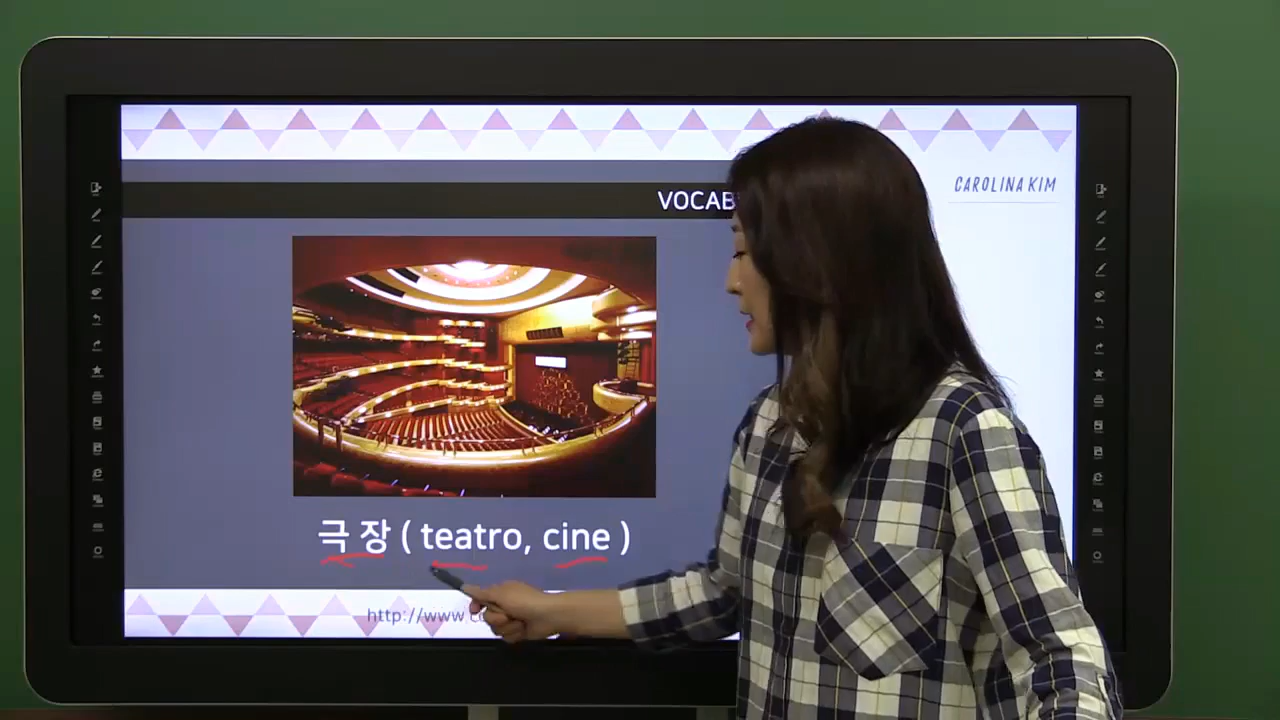 CAROLINA KIM
VOCAB
극 장 ( teatro, cine )
http://www.